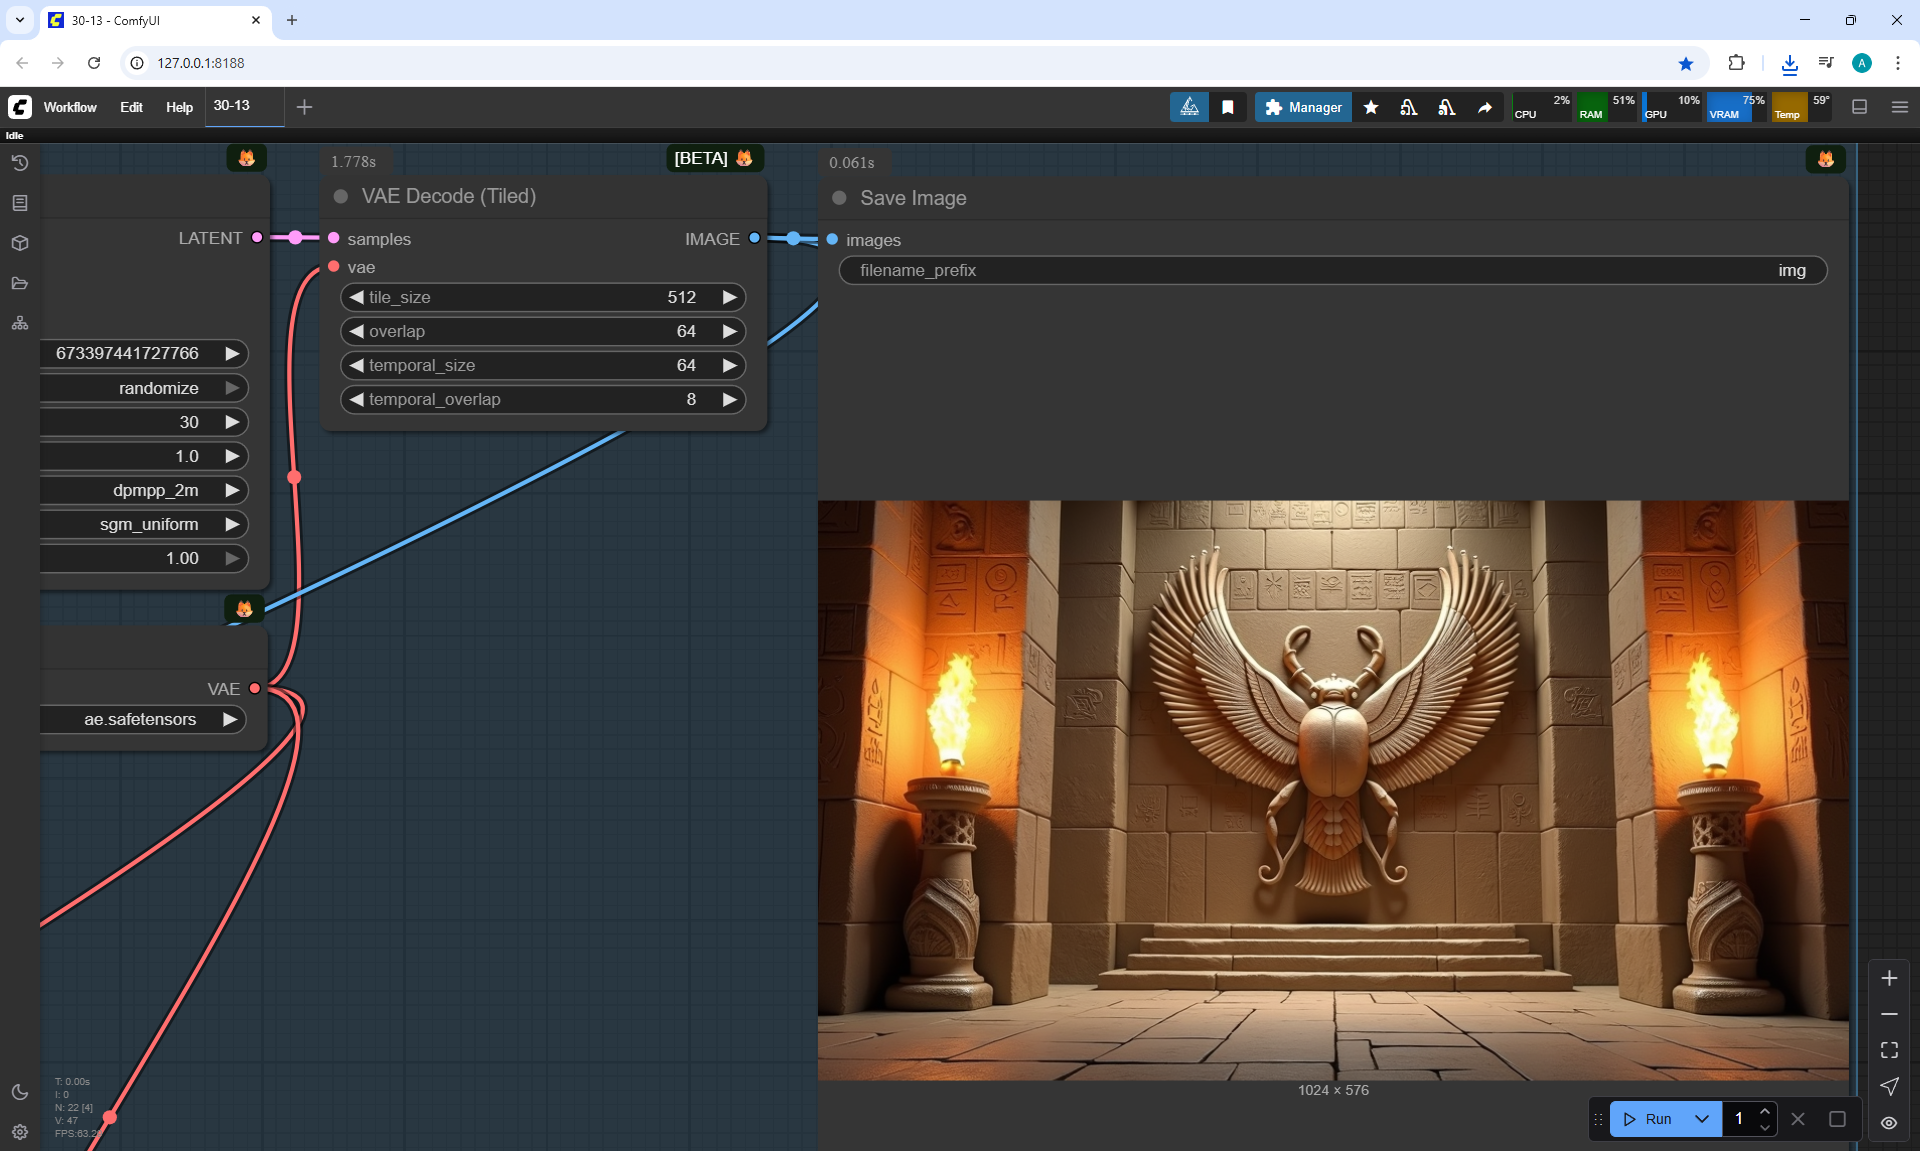 30-13 - ComfyUI
127.0.0.1:8188
A
Workflow Edit Help 30-13
Manager
CPU 2% RAM 51% GPU 10% VRAM 75% Temp 59°
Idle
1.778s
[BETA]
0.061s
VAE Decode (Tiled)
Save Image
LATENT
samples IMAGE
images
vae
filename_prefix img
tile_size 512
overlap 64
temporal_size 64
temporal_overlap 8
673397441727766
randomize
30
1.0
dpmpp_2m
sgm_uniform
1.00
VAE
ae.safetensors
T: 0.00s
I: 0
N: 22 [4]
V: 47
1024 × 576
Run 1